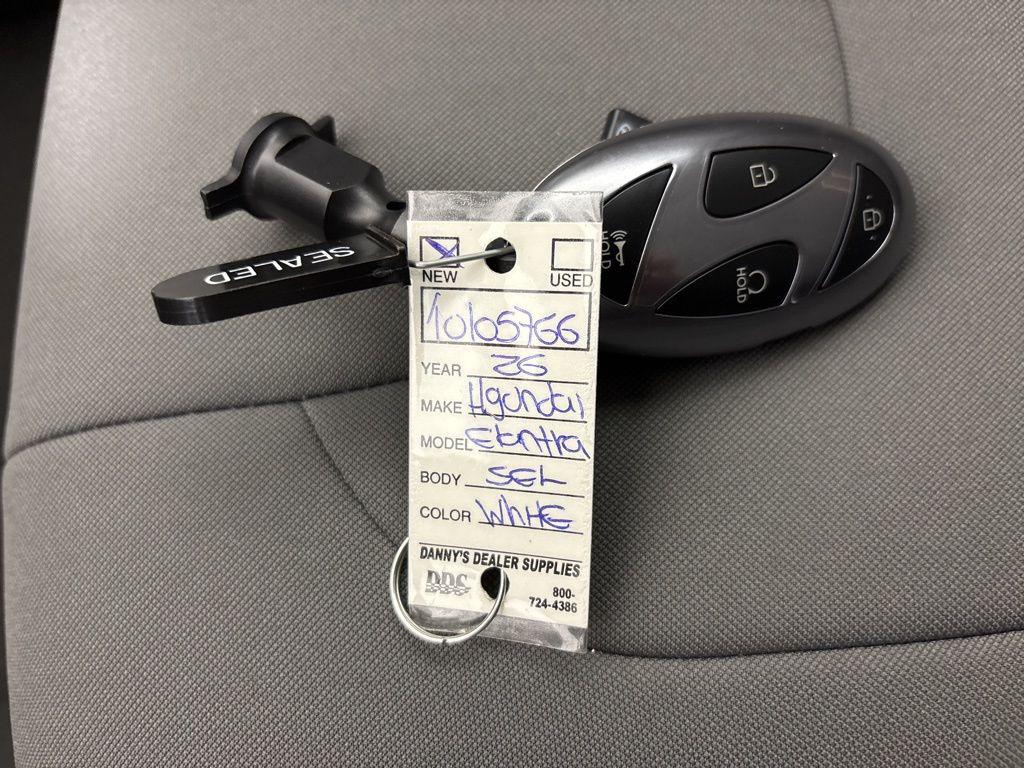 SEALED
HOLD
HOLD
NEW USED
YEAR 26
MAKE Hyundai
MODEL Elantra
BODY SEL
COLOR WhITE
DANNY'S DEALER SUPPLIES
DDS
800-
724-4386